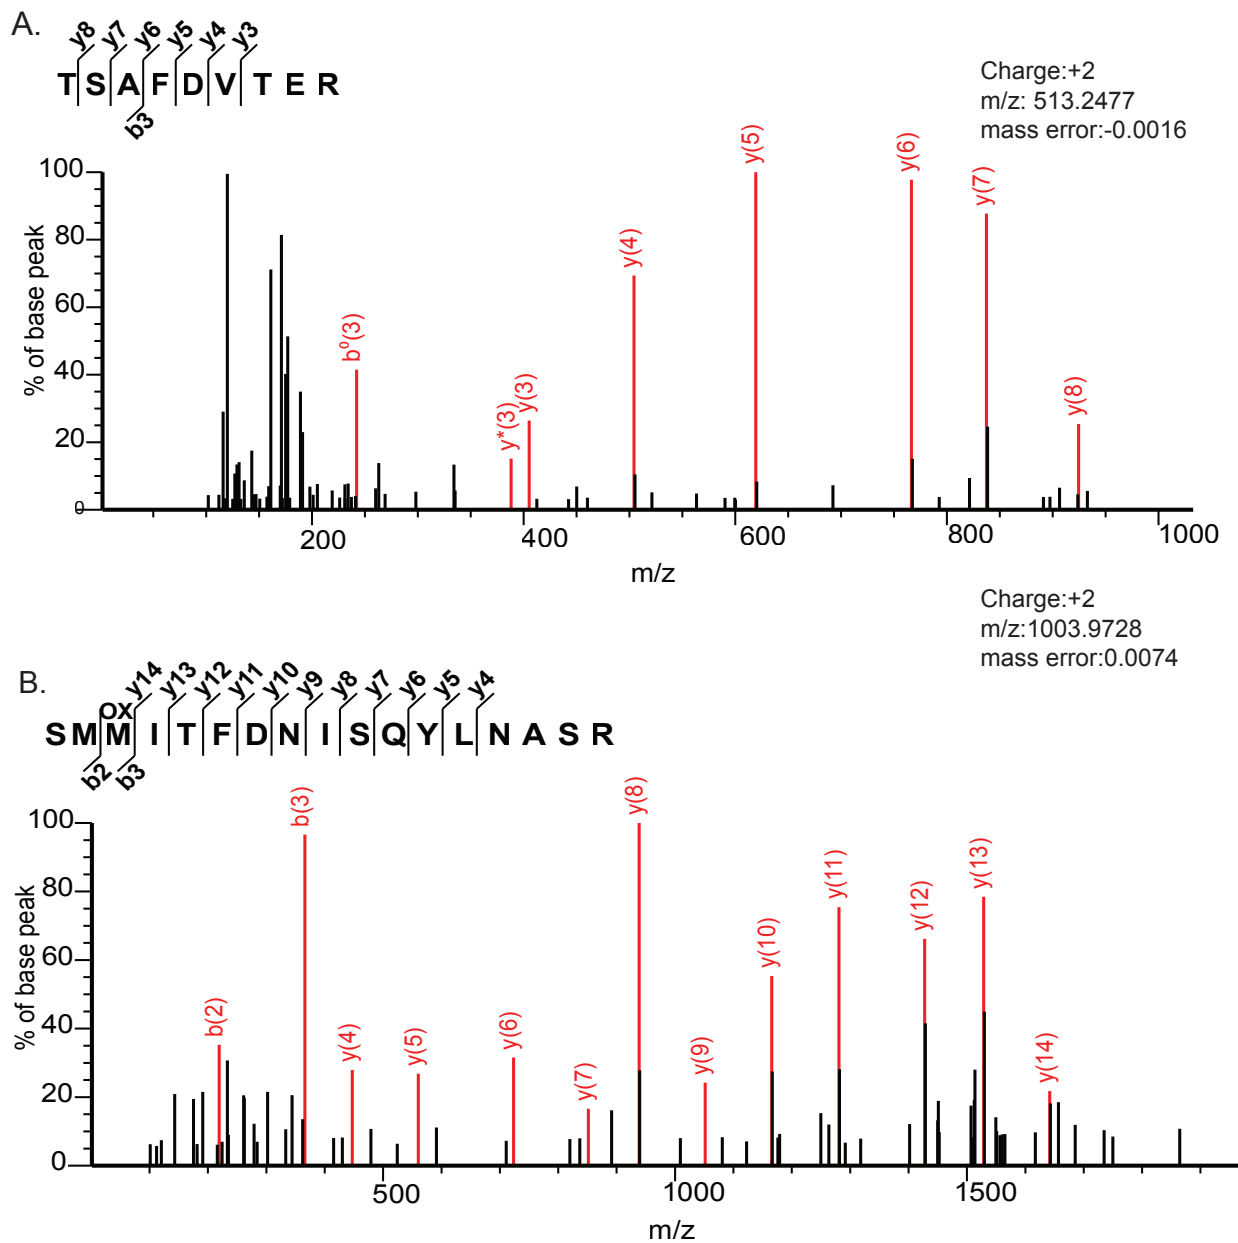 A.
y8 y7 y6 y5 y4 y3
T S A F D V T E R
b3
Charge:+2
m/z: 513.2477
mass error:-0.0016
% of base peak
100
80
60
40
20
0
b⁰(3)
y*(3)
y(3)
y(4)
y(5)
y(6)
y(7)
y(8)
200 400 600 800 1000
m/z
Charge:+2
m/z:1003.9728
mass error:0.0074
B.
y14 y13 y12 y11 y10 y9 y8 y7 y6 y5 y4
OX
S M M I T F D N I S Q Y L N A S R
b2 b3
% of base peak
100
80
60
40
20
0
b(2)
b(3)
y(4)
y(5)
y(6)
y(7)
y(8)
y(9)
y(10)
y(11)
y(12)
y(13)
y(14)
500 1000 1500
m/z